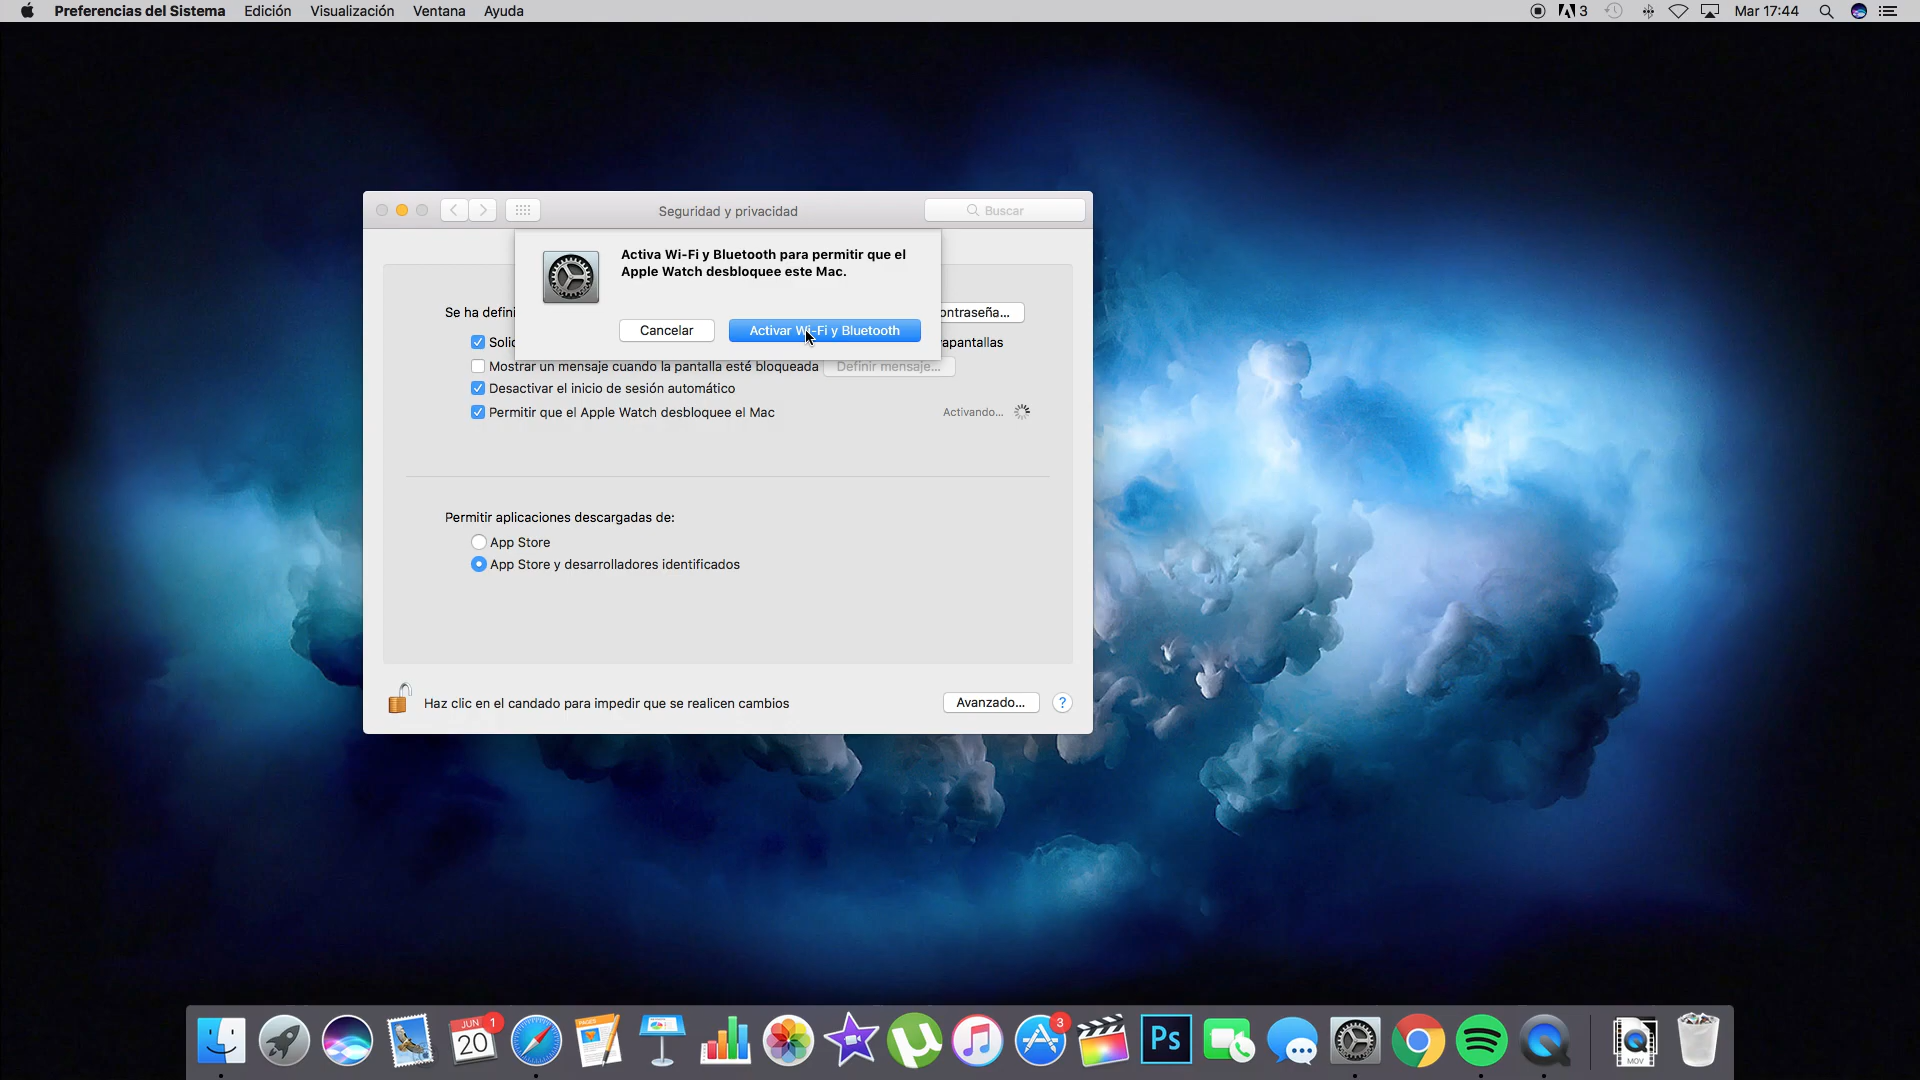 Preferencias del Sistema Edición Visualización Ventana Ayuda 3 Mar 17:44
Seguridad y privacidad Buscar
Activa Wi-Fi y Bluetooth para permitir que el
Apple Watch desbloquee este Mac.
Cancelar Activar Wi-Fi y Bluetooth
Se ha defini ontraseña...
Solic rapantallas
Mostrar un mensaje cuando la pantalla esté bloqueada Definir mensaje...
Desactivar el inicio de sesión automático
Permitir que el Apple Watch desbloquee el Mac Activando...
Permitir aplicaciones descargadas de:
App Store
App Store y desarrolladores identificados
Haz clic en el candado para impedir que se realicen cambios Avanzado... ?
JUN 1
20
PAGES
3
Ps
MOV